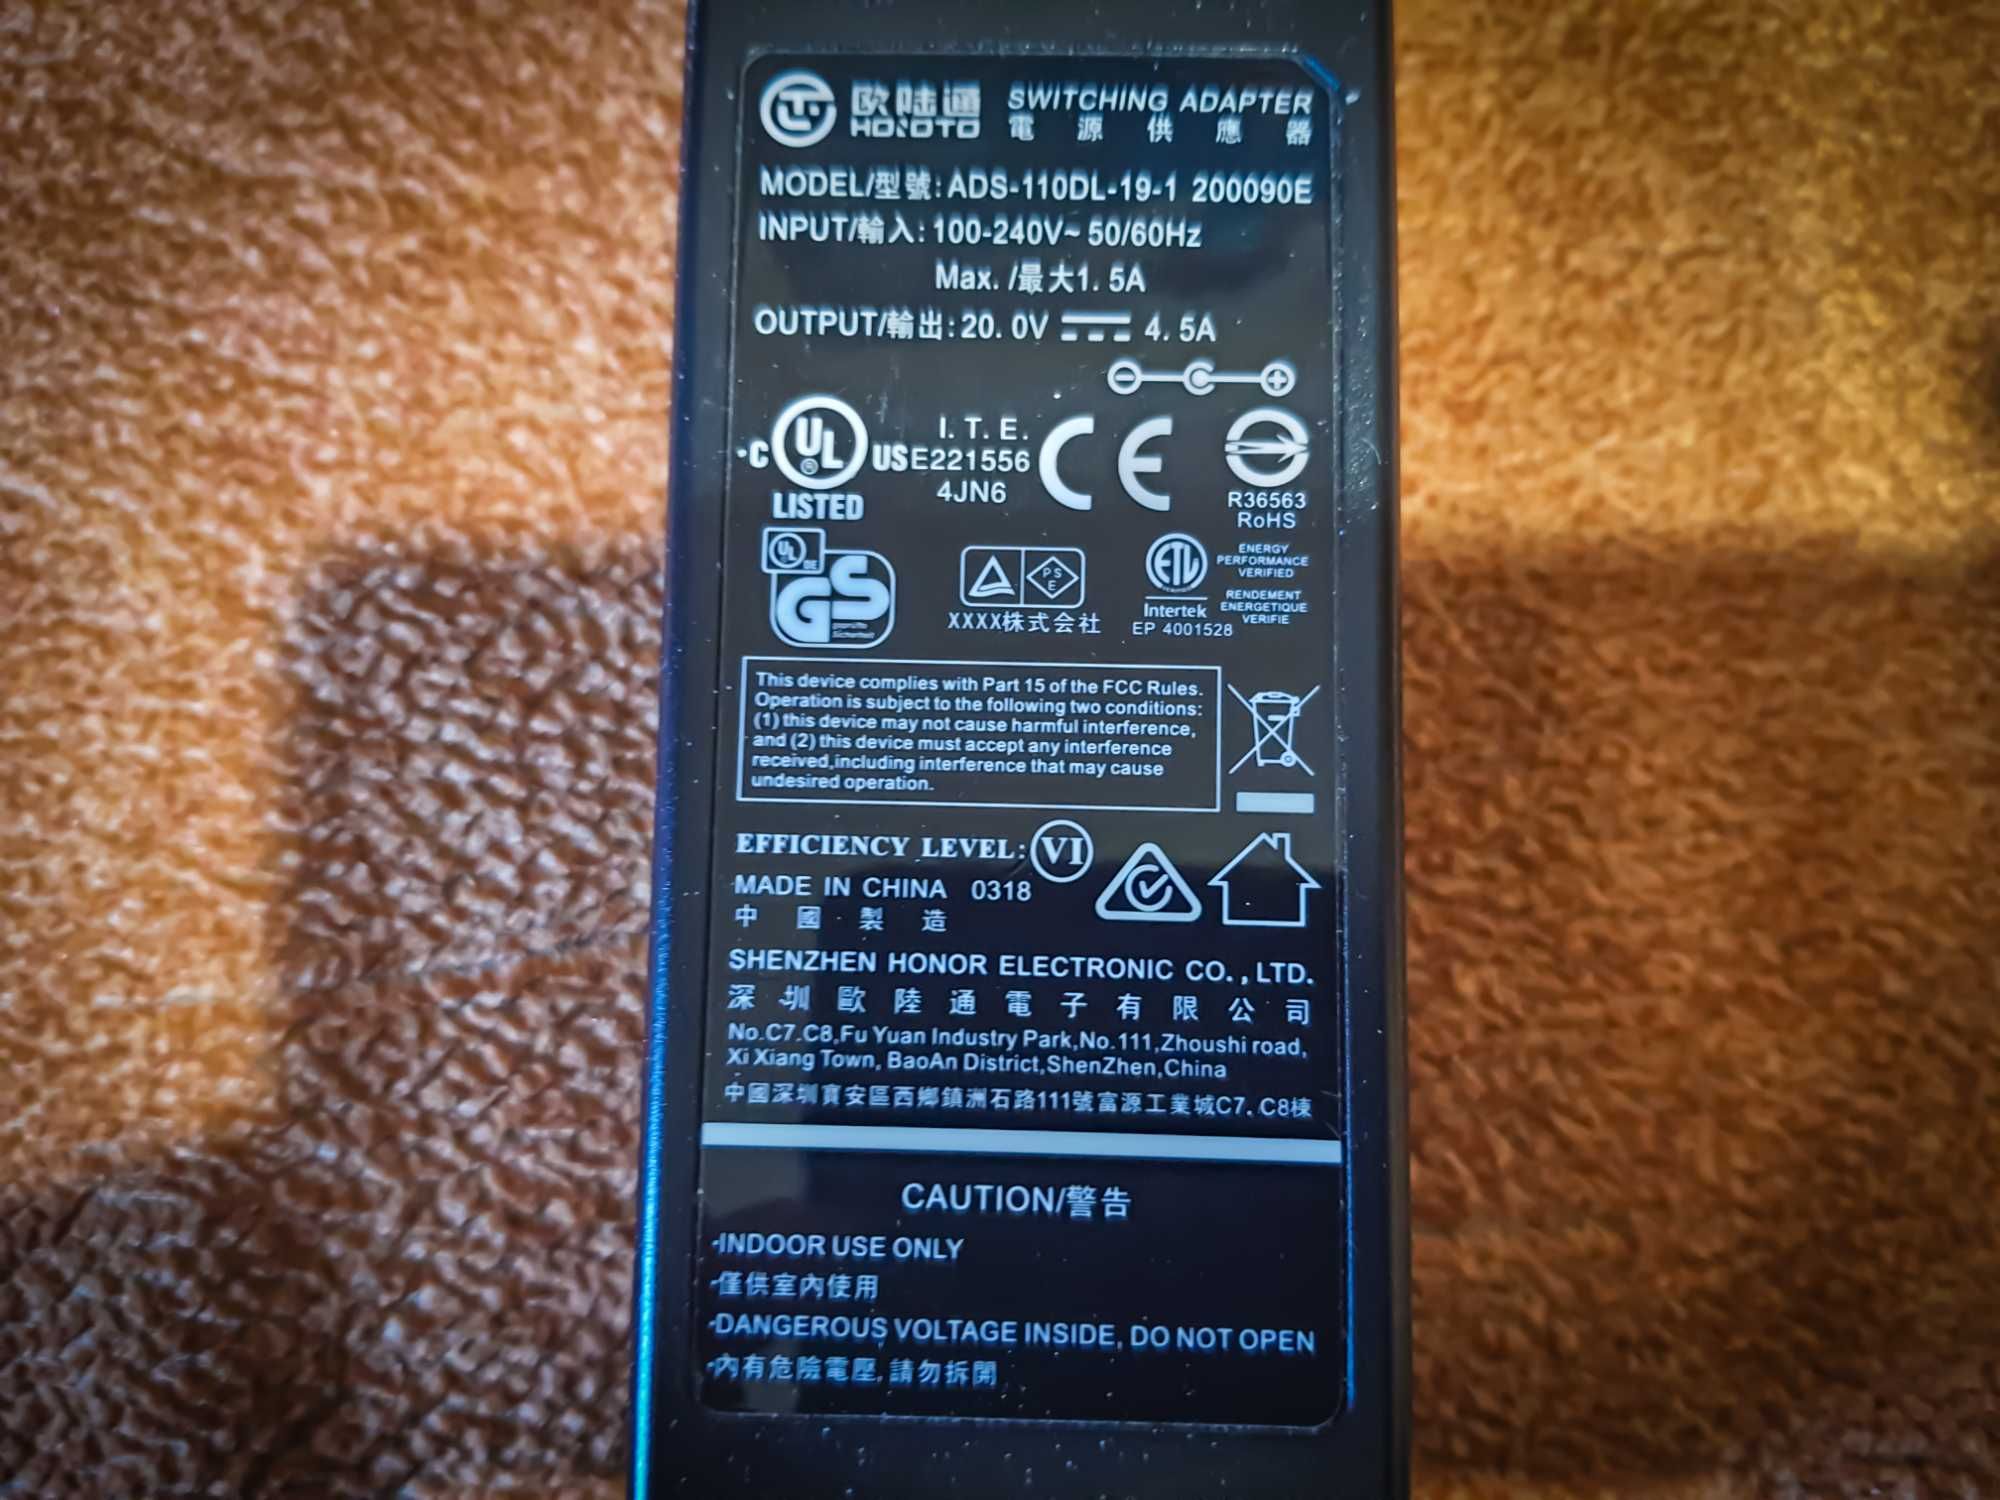 欧陆通 SWITCHING ADAPTER
HONOTO 電源供應器
MODEL/型號: ADS-110DL-19-1 200090E
INPUT/輸入: 100-240V~ 50/60Hz
Max. /最大1. 5A
OUTPUT/輸出: 20. 0V 4. 5A
C UL US LISTED
I. T. E.
E221556
4JN6
CE
R36563
RoHS
UL DE
GS
geprüfte
Sicherheit
PS
E
XXXX株式会社
ETL
Intertek
EP 4001528
ENERGY
PERFORMANCE
VERIFIED
RENDEMENT
ENERGETIQUE
VERIFIE
This device complies with Part 15 of the FCC Rules.
Operation is subject to the following two conditions:
(1) this device may not cause harmful interference,
and (2) this device must accept any interference
received,including interference that may cause
undesired operation.
EFFICIENCY LEVEL: VI
MADE IN CHINA 0318
中國製造
SHENZHEN HONOR ELECTRONIC CO., LTD.
深圳歐陸通電子有限公司
No.C7.C8,Fu Yuan Industry Park,No.111,Zhoushi road,
Xi Xiang Town, BaoAn District,ShenZhen,China
中國深圳寶安區西鄉鎮洲石路111號富源工業城C7. C8棟
CAUTION/警告
·INDOOR USE ONLY
·僅供室內使用
·DANGEROUS VOLTAGE INSIDE, DO NOT OPEN
·內有危險電壓, 請勿拆開